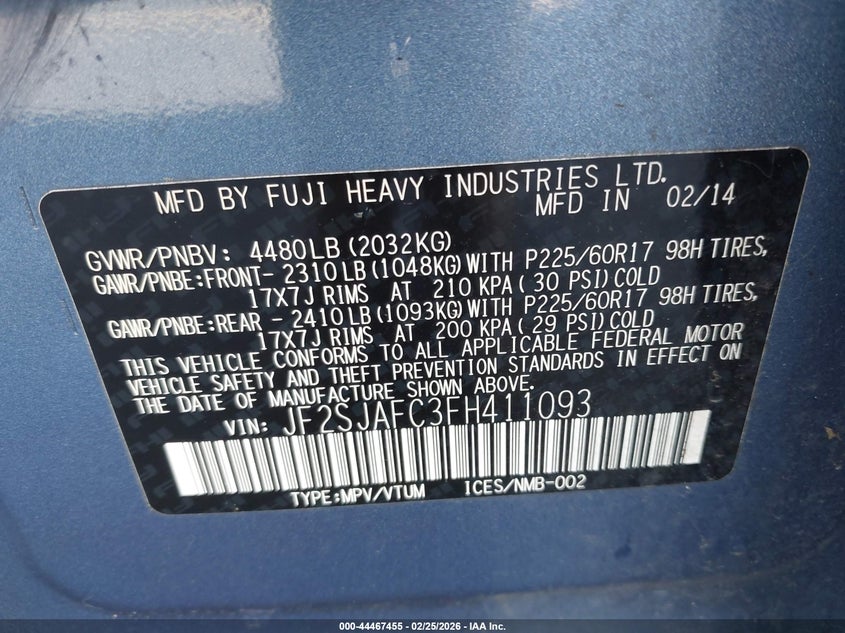 MFD BY FUJI HEAVY INDUSTRIES LTD.
MFD IN 02/14
GVWR/PNBV: 4480LB(2032KG)
GAWR/PNBE:FRONT- 2310LB(1048KG)WITH P225/60R17 98H TIRES,
17X7J RIMS AT 210 KPA(30 PSI)COLD
GAWR/PNBE:REAR - 2410LB(1093KG)WITH P225/60R17 98H TIRES,
17X7J RIMS AT 200 KPA(29 PSI)COLD
THIS VEHICLE CONFORMS TO ALL APPLICABLE FEDERAL MOTOR
VEHICLE SAFETY AND THEFT PREVENTION STANDARDS IN EFFECT ON
THE DATE OF MANUFACTURE SHOWN ABOVE.
VIN: JF2SJAFC3FH411093
TYPE:MPV/VTUM ICES/NMB-002
000-44467455 - 02/25/2026 - IAA Inc.